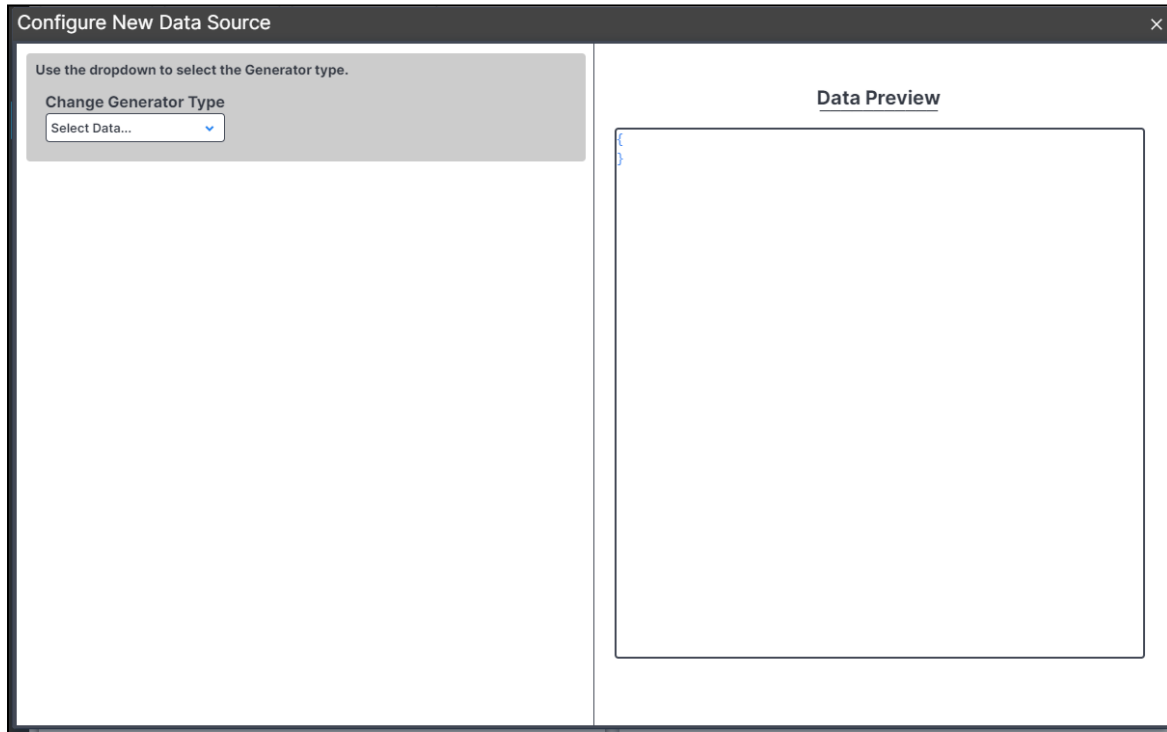 Configure New Data Source
Use the dropdown to select the Generator type.
Change Generator Type
Select Data...
Data Preview
{
}